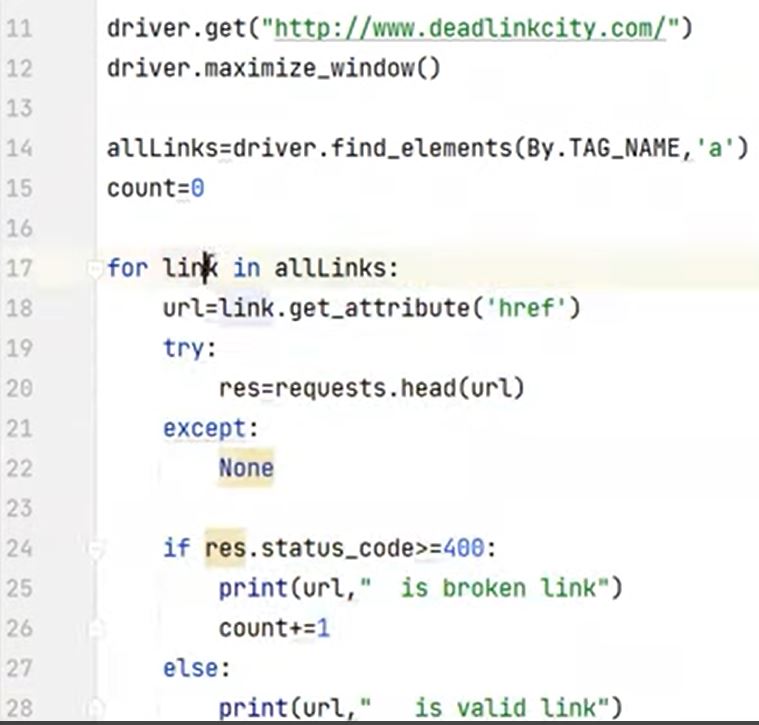 11 driver.get("http://www.deadlinkcity.com/")
12 driver.maximize_window()
13
14 allLinks=driver.find_elements(By.TAG_NAME,'a')
15 count=0
16
17 for link in allLinks:
18     url=link.get_attribute('href')
19     try:
20         res=requests.head(url)
21     except:
22         None
23
24     if res.status_code>=400:
25         print(url,"  is broken link")
26         count+=1
27     else:
28         print(url,"   is valid link")